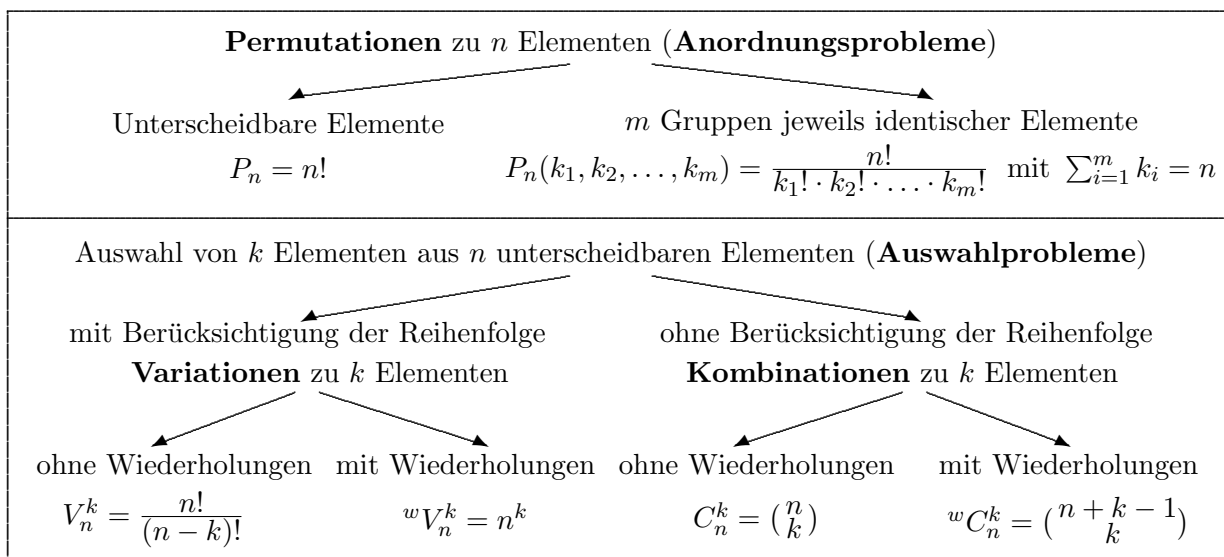 Permutationen zu n Elementen (Anordnungsprobleme)
Unterscheidbare Elemente
m Gruppen jeweils identischer Elemente
P_n = n!
P_n(k_1, k_2, …, k_m) = n! / (k_1! · k_2! · … · k_m!) mit ∑_{i=1}^{m} k_i = n
Auswahl von k Elementen aus n unterscheidbaren Elementen (Auswahlprobleme)
mit Berücksichtigung der Reihenfolge
Variationen zu k Elementen
ohne Berücksichtigung der Reihenfolge
Kombinationen zu k Elementen
ohne Wiederholungen
V_n^k = n! / (n − k)!
mit Wiederholungen
^wV_n^k = n^k
ohne Wiederholungen
C_n^k = (n over k)
mit Wiederholungen
^wC_n^k = (n + k − 1 over k)